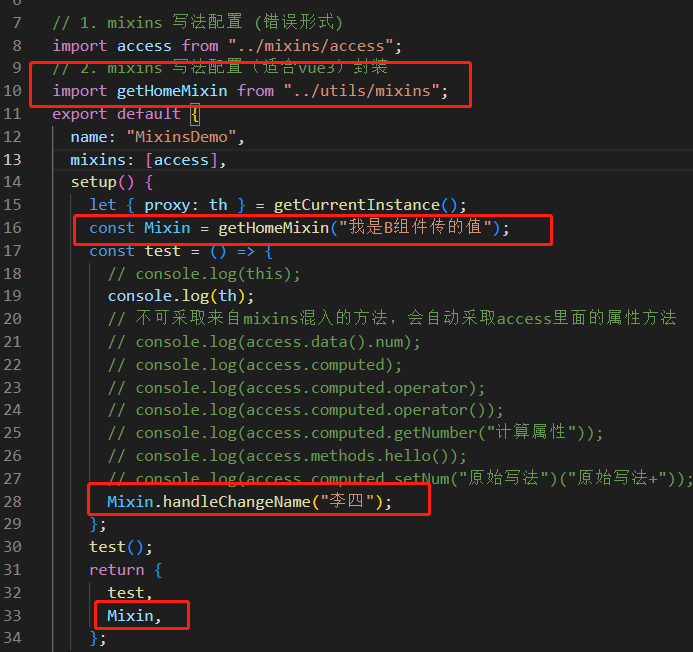 7 // 1. mixins 写法配置 (错误形式)
8 import access from "../mixins/access";
9 // 2. mixins 写法配置（适合vue3）封装
10 import getHomeMixin from "../utils/mixins";
11 export default {
12 name: "MixinsDemo",
13 mixins: [access],
14 setup() {
15 let { proxy: th } = getCurrentInstance();
16 const Mixin = getHomeMixin("我是B组件传的值");
17 const test = () => {
18 // console.log(this);
19 console.log(th);
20 // 不可采取来自mixins混入的方法，会自动采取access里面的属性方法
21 // console.log(access.data().num);
22 // console.log(access.computed);
23 // console.log(access.computed.operator);
24 // console.log(access.computed.operator());
25 // console.log(access.computed.getNumber("计算属性"));
26 // console.log(access.methods.hello());
27 // console.log(access.computed.setNum("原始写法")("原始写法+"));
28 Mixin.handleChangeName("李四");
29 };
30 test();
31 return {
32 test,
33 Mixin,
34 };